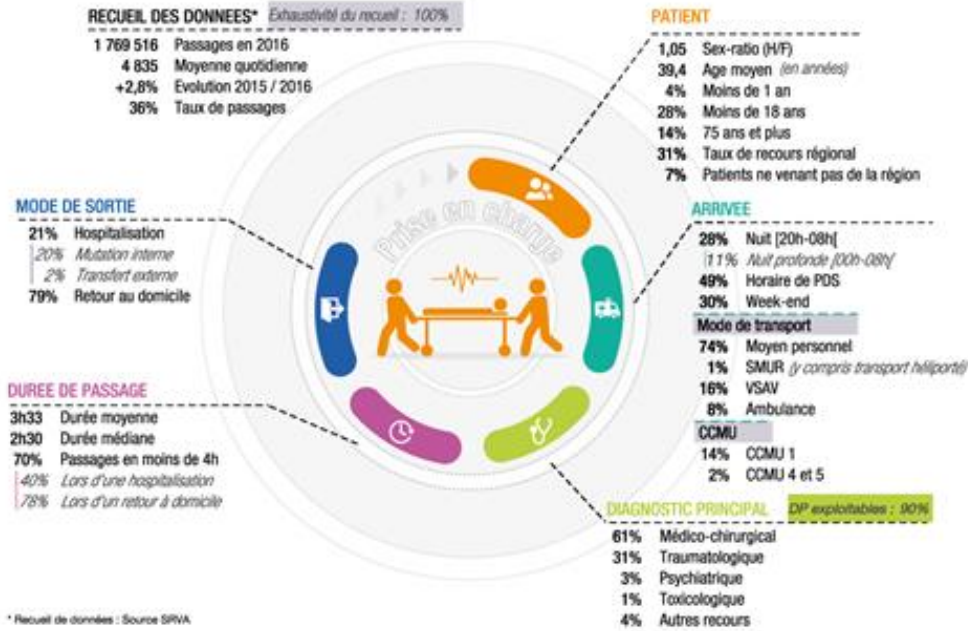 RECUEIL DES DONNEES* Exhaustivité du recueil : 100%
1 769 516 Passages en 2016
4 835 Moyenne quotidienne
+2,8% Evolution 2015 / 2016
36% Taux de passages
PATIENT
1,05 Sex-ratio (H/F)
39,4 Age moyen (en années)
4% Moins de 1 an
28% Moins de 18 ans
14% 75 ans et plus
31% Taux de recours régional
7% Patients ne venant pas de la région
Prise en charge
MODE DE SORTIE
21% Hospitalisation
20% Mutation interne
2% Transfert externe
79% Retour au domicile
ARRIVEE
28% Nuit [20h-08h[
11% Nuit profonde [00h-08h[
49% Horaire de PDS
30% Week-end
Mode de transport
74% Moyen personnel
1% SMUR (y compris transport héliporté)
16% VSAV
8% Ambulance
CCMU
14% CCMU 1
2% CCMU 4 et 5
DUREE DE PASSAGE
3h33 Durée moyenne
2h30 Durée médiane
70% Passages en moins de 4h
40% Lors d'une hospitalisation
78% Lors d'un retour à domicile
DIAGNOSTIC PRINCIPAL DP exploitables : 90%
61% Médico-chirurgical
31% Traumatologique
3% Psychiatrique
1% Toxicologique
4% Autres recours
* Recueil de données : Source SRVA